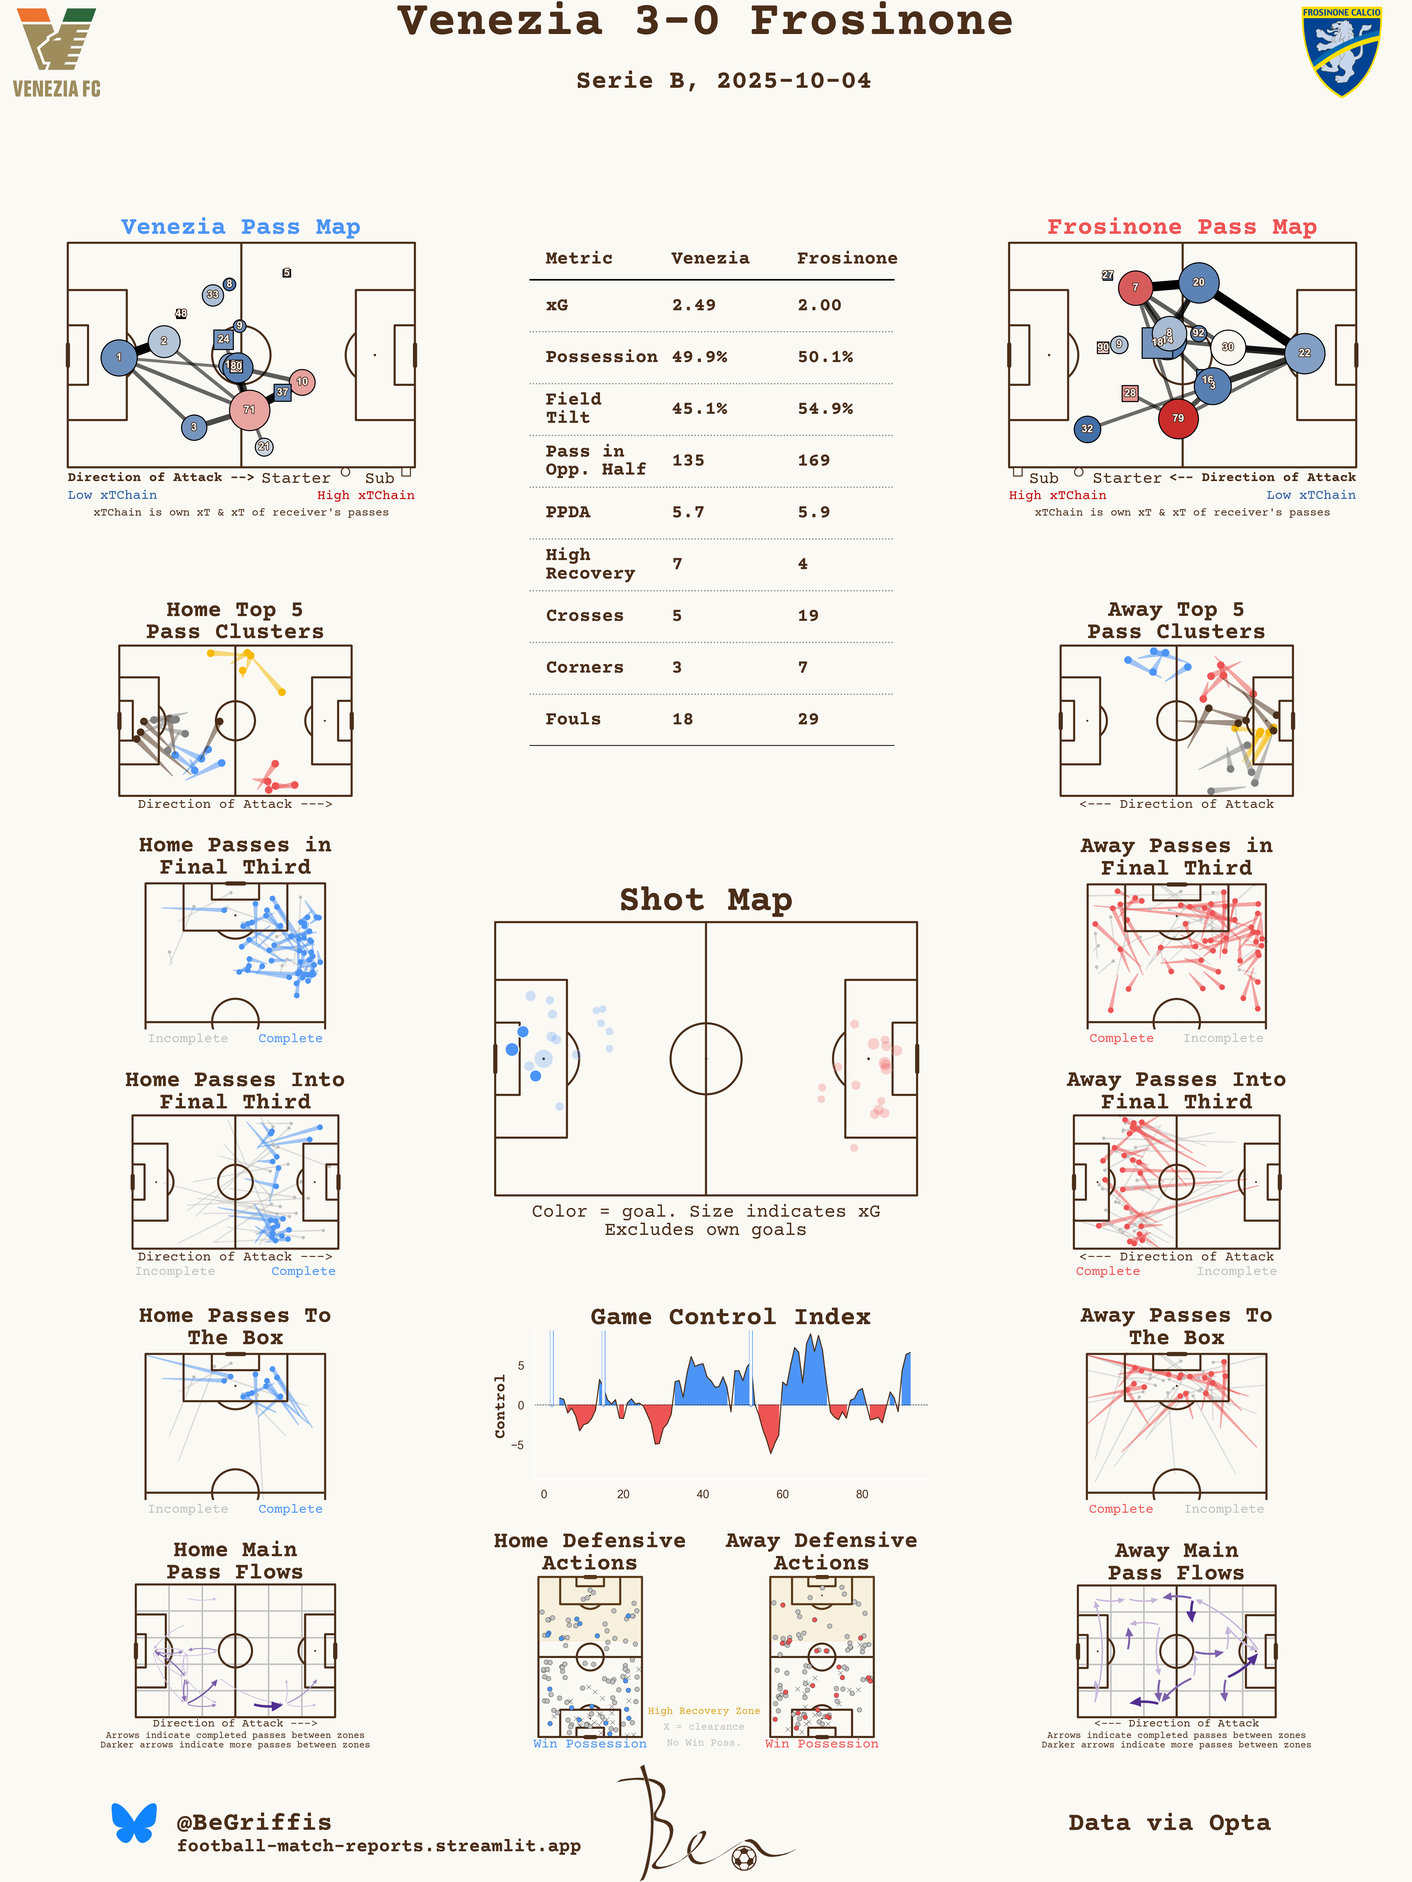 Venezia 3-0 Frosinone
Serie B, 2025-10-04
VENEZIA FC
FROSINONE CALCIO
Venezia Pass Map
5
8
33
48
9
24
2
1
80
10
37
71
3
21
Direction of Attack --> Starter Sub
Low xTChain High xTChain
xTChain is own xT & xT of receiver's passes
Metric Venezia Frosinone
xG 2.49 2.00
Possession 49.9% 50.1%
Field
Tilt 45.1% 54.9%
Pass in
Opp. Half 135 169
PPDA 5.7 5.9
High
Recovery 7 4
Crosses 5 19
Corners 3 7
Fouls 18 29
Frosinone Pass Map
27
7
20
8
92
90
9
18
14
30
22
16
3
28
79
32
Sub Starter <-- Direction of Attack
High xTChain Low xTChain
xTChain is own xT & xT of receiver's passes
Home Top 5
Pass Clusters
Direction of Attack --->
Away Top 5
Pass Clusters
<--- Direction of Attack
Home Passes in
Final Third
Incomplete Complete
Shot Map
Color = goal. Size indicates xG
Excludes own goals
Away Passes in
Final Third
Complete Incomplete
Home Passes Into
Final Third
Direction of Attack --->
Incomplete Complete
Away Passes Into
Final Third
<--- Direction of Attack
Complete Incomplete
Home Passes To
The Box
Incomplete Complete
Game Control Index
Control
5
0
−5
0 20 40 60 80
Away Passes To
The Box
Complete Incomplete
Home Main
Pass Flows
Direction of Attack --->
Arrows indicate completed passes between zones
Darker arrows indicate more passes between zones
Home Defensive
Actions
Win Possession
High Recovery Zone
X = clearance
No Win Poss.
Away Defensive
Actions
Win Possession
Away Main
Pass Flows
<--- Direction of Attack
Arrows indicate completed passes between zones
Darker arrows indicate more passes between zones
@BeGriffis
football-match-reports.streamlit.app
Ben
Data via Opta